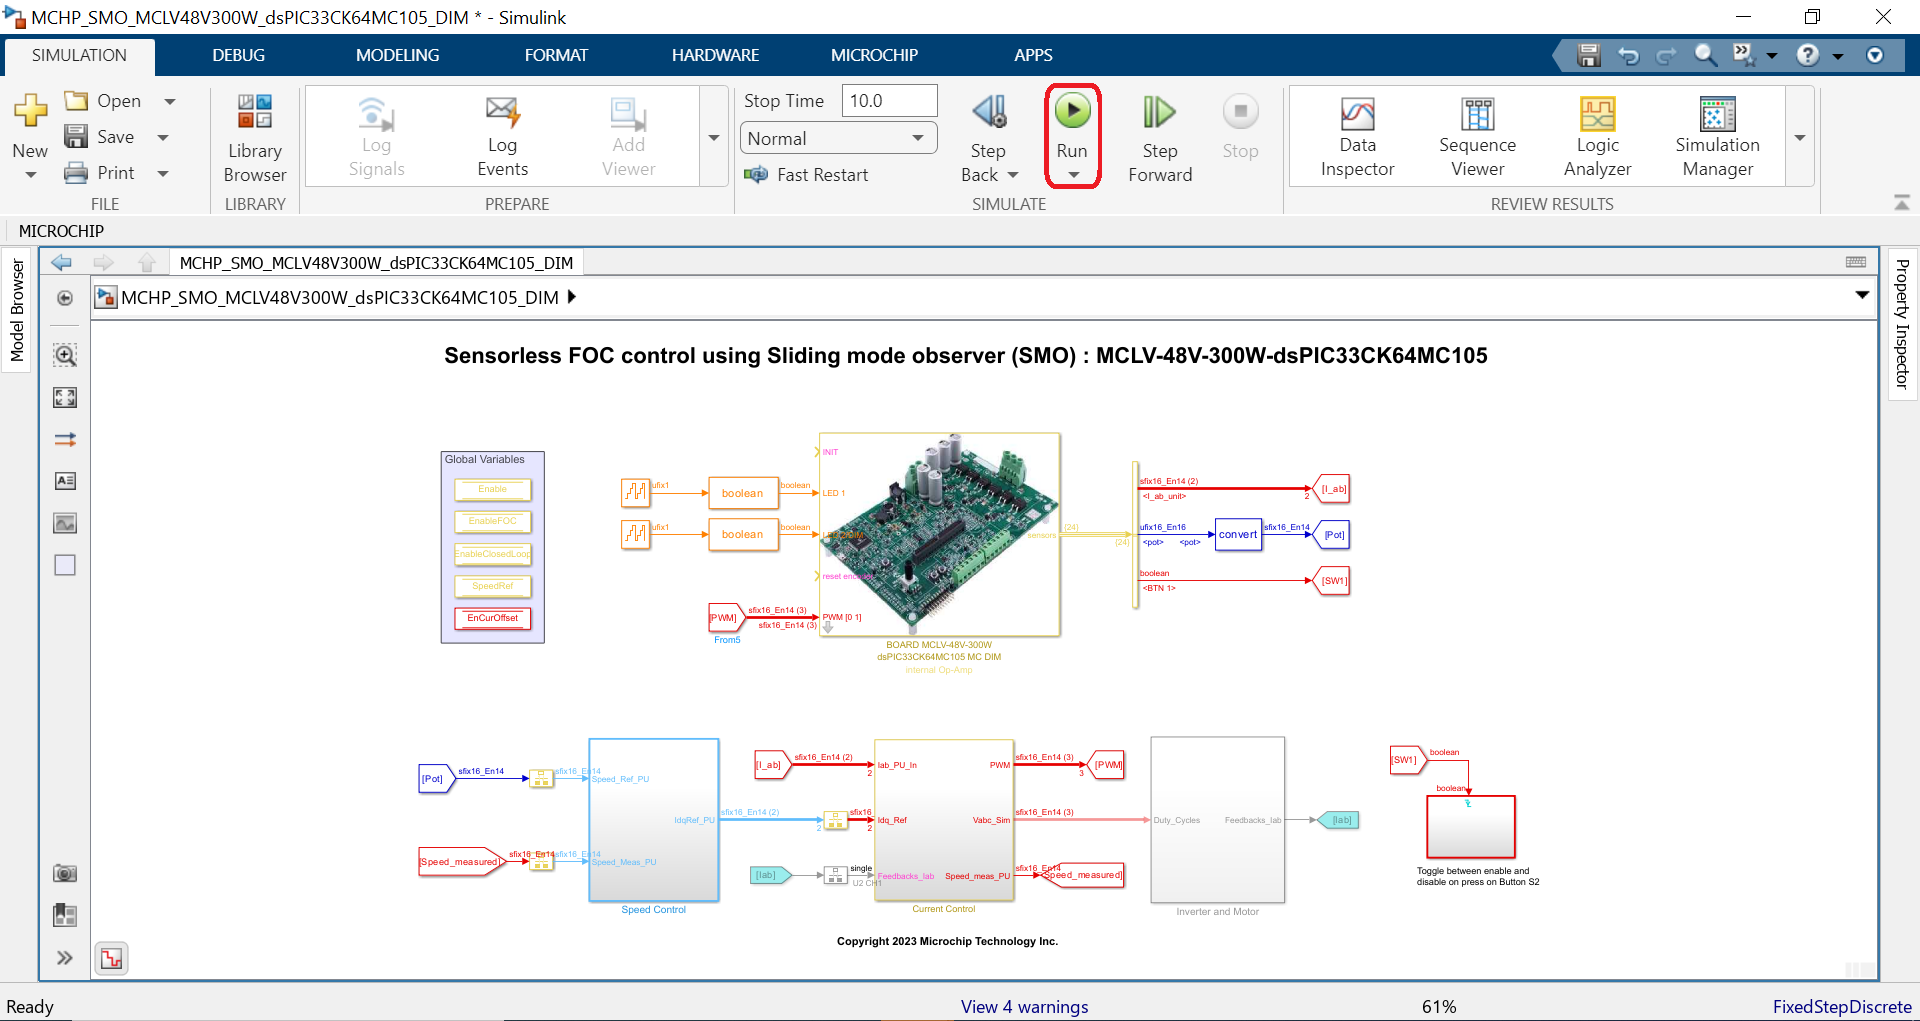 MCHP_SMO_MCLV48V300W_dsPIC33CK64MC105_DIM * - Simulink
SIMULATION DEBUG MODELING FORMAT HARDWARE MICROCHIP APPS
New
Open
Save
Print
FILE
Library Browser
LIBRARY
Log Signals
Log Events
Add Viewer
PREPARE
Stop Time 10.0
Normal
Fast Restart
Step Back
Run
Step Forward
Stop
SIMULATE
Data Inspector
Sequence Viewer
Logic Analyzer
Simulation Manager
REVIEW RESULTS
MICROCHIP
Model Browser
Property Inspector
MCHP_SMO_MCLV48V300W_dsPIC33CK64MC105_DIM
MCHP_SMO_MCLV48V300W_dsPIC33CK64MC105_DIM
Sensorless FOC control using Sliding mode observer (SMO) : MCLV-48V-300W-dsPIC33CK64MC105
Global Variables
Enable
EnableFOC
EnableClosedLoop
SpeedRef
EnCurOffset
ufix1 boolean boolean LED 1
ufix1 boolean boolean
INIT
reset
[PWM] sfix16_En14 (3) PWM [0 1]
sfix16_En14 (3)
From5
sensors (24)
(24)
BOARD MCLV-48V-300W
dsPIC33CK64MC105 MC DIM
internal Op-Amp
sfix16_En14 (2) [I_ab]
<I_ab_unit> 2
ufix16_En16 convert sfix16_En14 [Pot]
<pot> <pot>
boolean [SW1]
<BTN 1>
[Pot] sfix16_En14 sfix16_En14 Speed_Ref_PU
[Speed_measured] sfix16_En14 sfix16_En14 Speed_Meas_PU
IdqRef_PU sfix16_En14 (2)
2
Speed Control
[I_ab] sfix16_En14 (2) Iab_PU_In
2
sfix16 Idq_Ref
2
[Iab] single Feedbacks_Iab
U2 CH1
PWM sfix16_En14 (3) [PWM]
3
Vabc_Sim sfix16_En14 (3)
Speed_meas_PU sfix16_En14 [Speed_measured]
Current Control
Duty_Cycles Feedbacks_Iab [Iab]
Inverter and Motor
[SW1] boolean
boolean
Toggle between enable and
disable on press on Button S2
Copyright 2023 Microchip Technology Inc.
Ready View 4 warnings 61% FixedStepDiscrete